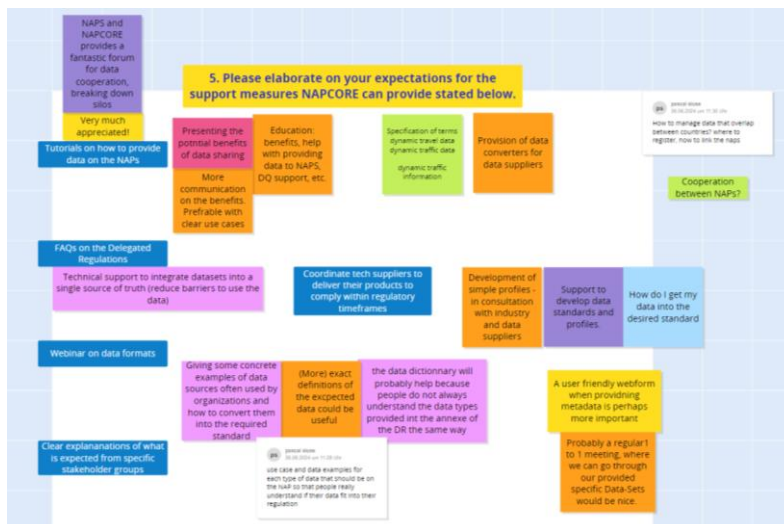 NAPS and
NAPCORE
provides a
fantastic forum
for data
cooperation,
breaking down
silos
Very much
appreciated!
5. Please elaborate on your expectations for the
support measures NAPCORE can provide stated below.
Tutorials on how to provide
data on the NAPs
Presenting the
potntial benefits
of data sharing
More
communication
on the benefits.
Prefrable with
clear use cases
Education:
benefits, help
with providing
data to NAPS,
DQ support, etc.
Specification of terms
dynamic travel data
dynamic traffic data
dynamic traffic
information
Provision of data
converters for
data suppliers
How to manage data that overlap
between countries? where to
register, how to link the naps
Cooperation
between NAPs?
FAQs on the Delegated
Regulations
Technical support to integrate datasets into a
single source of truth (reduce barriers to use the
data)
Coordinate tech suppliers to
deliver their products to
comply within regulatory
timeframes
Development of
simple profiles -
in consultation
with industry
and data
suppliers
Support to
develop data
standards and
profiles.
How do I get my
data into the
desired standard
Webinar on data formats
Giving some concrete
examples of data
sources often used by
organizations and
how to convert them
into the required
standard
(More) exact
definitions of
the excpected
data could be
useful
the data dictionnary will
probably help because
people do not always
understand the data types
provided int the annexe of
the DR the same way
A user friendly webform
when providning
metadata is perhaps
more important
Clear explananations of what
is expected from specific
stakeholder groups
use case and data examples for
each type of data that should be on
the NAP so that people really
understand if their data fit into their
regulation
Probably a regular1
to 1 meeting, where
we can go through
our provided
specific Data-Sets
would be nice.